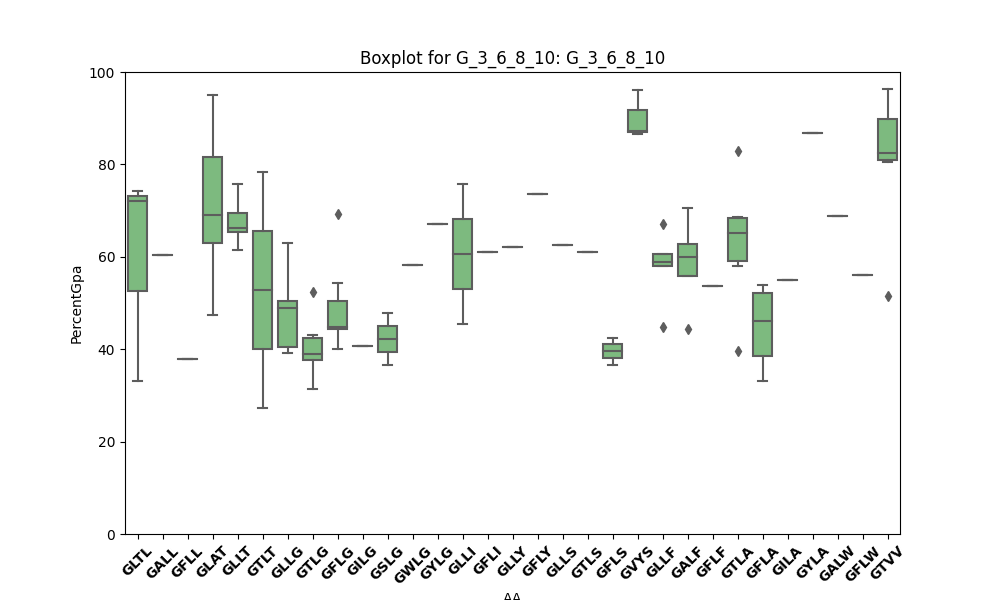 Boxplot for G_3_6_8_10: G_3_6_8_10
100
80
60
40
20
0
PercentGpa
GLTL GALL GFLL GLAT GLLT GTLT GLLG GTLG GFLG GILG GSLG GWLG GYLG GLLI GFLI GLLY GFLY GLLS GTLS GFLS GVYS GLLF GALF GFLF GTLA GFLA GILA GYLA GALW GFLW GTVV
AA